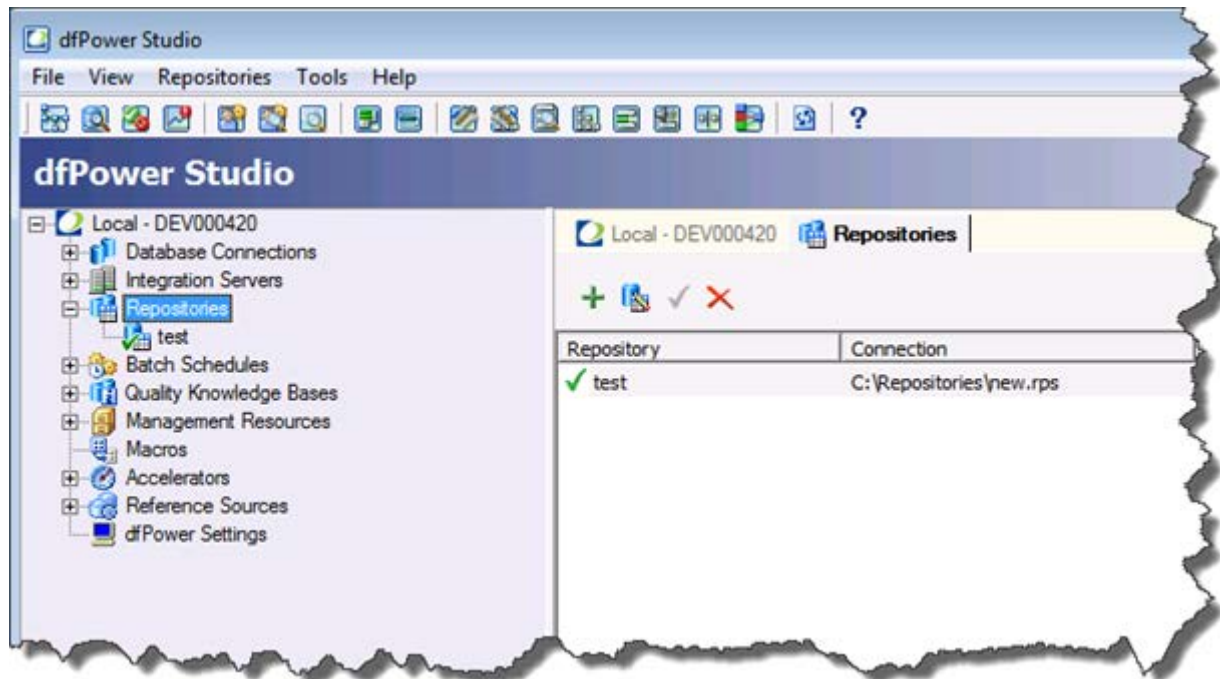 dfPower Studio
File View Repositories Tools Help
?
dfPower Studio
Local - DEV000420
Database Connections
Integration Servers
Repositories
test
Batch Schedules
Quality Knowledge Bases
Management Resources
Macros
Accelerators
Reference Sources
dfPower Settings
Local - DEV000420 Repositories
Repository Connection
test C:\Repositories\new.rps